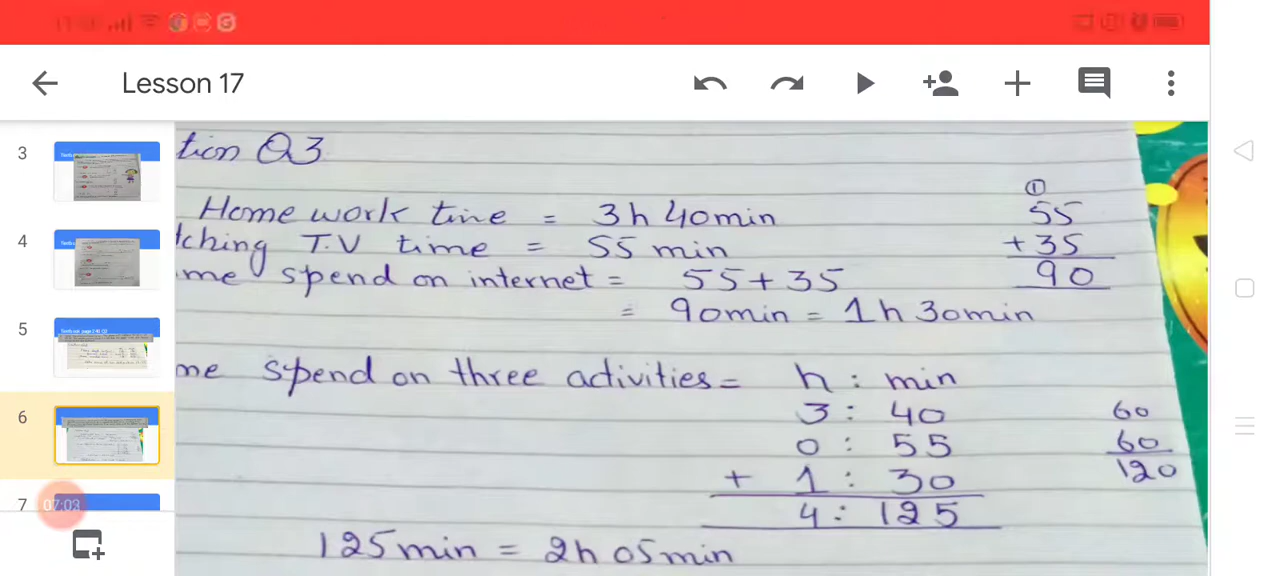 Lesson 17
3
tion Q3
1
Home work time = 3h 40min
55
tching T.V time = 55 min
+35
me spend on internet = 55+35
90
= 90min = 1h 30min
me spend on three activities = h : min
3 : 40
60
0 : 55
60
+ 1 : 30
120
4 : 125
125min = 2h 05min
4
5
6
7
07:03